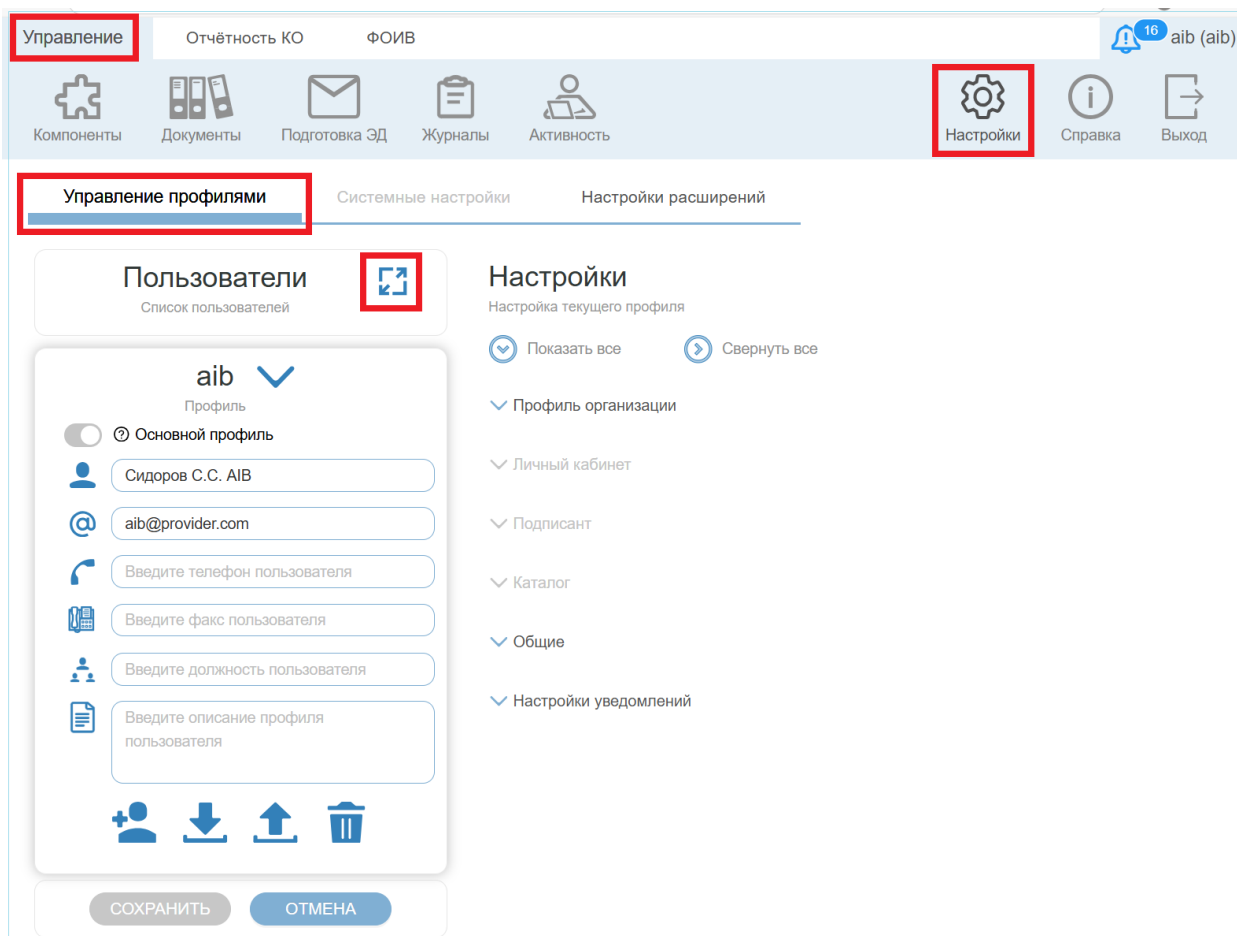 Управление
Отчётность КО
ФОИВ
16
aib (aib)
Компоненты
Документы
Подготовка ЭД
Журналы
Активность
Настройки
Справка
Выход
Управление профилями
Системные настройки
Настройки расширений
Пользователи
Список пользователей
aib
Профиль
Основной профиль
Сидоров С.С. AIB
aib@provider.com
Введите телефон пользователя
Введите факс пользователя
Введите должность пользователя
Введите описание профиля
пользователя
СОХРАНИТЬ
ОТМЕНА
Настройки
Настройка текущего профиля
Показать все
Свернуть все
Профиль организации
Личный кабинет
Подписант
Каталог
Общие
Настройки уведомлений